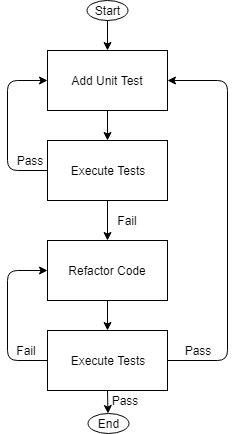 Start
Add Unit Test
Pass
Execute Tests
Fail
Refactor Code
Fail
Execute Tests
Pass
Pass
End